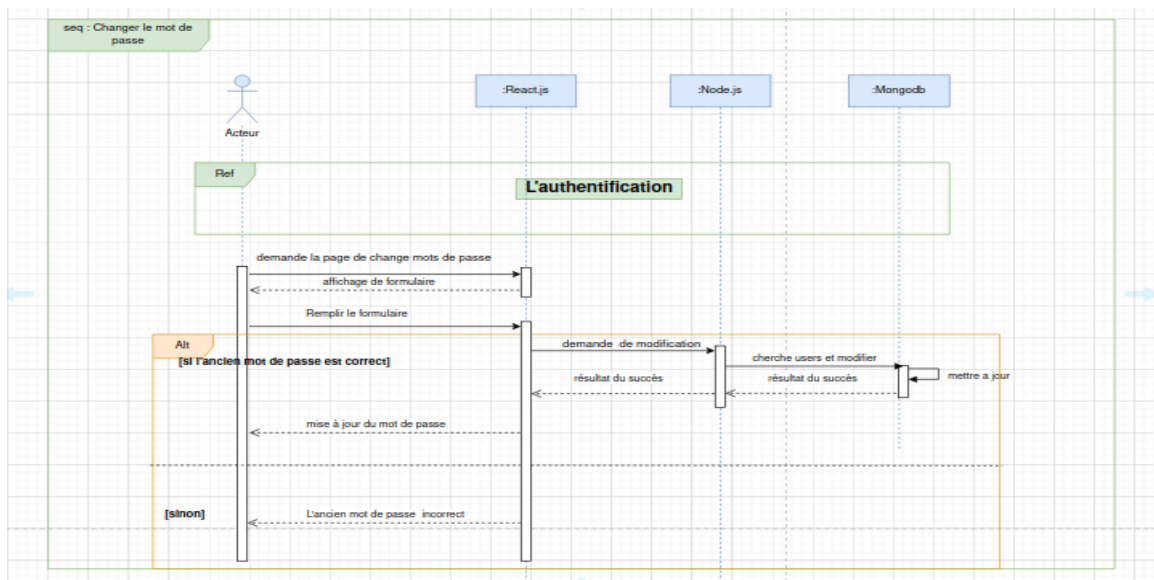 seq : Changer le mot de
passe
:React.js
:Node.js
:Mongodb
Acteur
Ref
L'authentification
demande la page de change mots de passe
affichage de formulaire
Remplir le formulaire
Alt
[si l'ancien mot de passe est correct]
demande de modification
cherche users et modifier
mettre a jour
résultat du succès
résultat du succès
mise à jour du mot de passe
[sinon]
L'ancien mot de passe incorrect